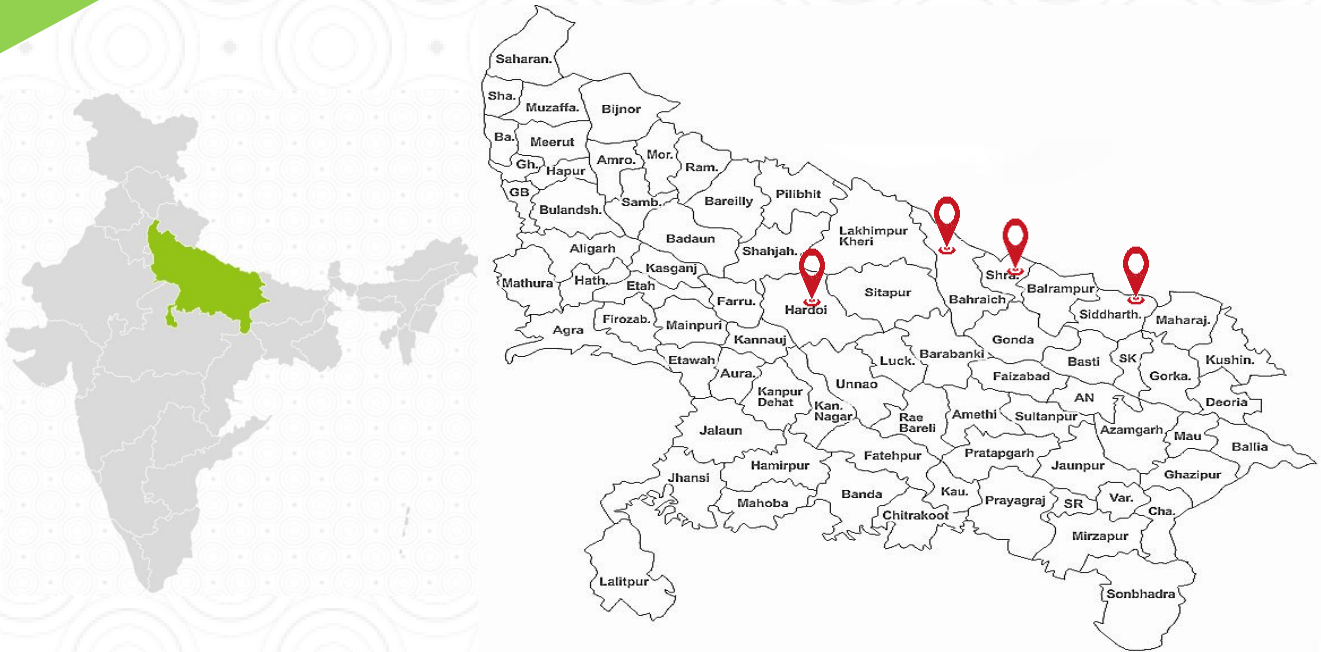 Saharan.
Sha.
Muzaffa.
Bijnor
Ba.
Meerut
Gh.
Hapur
Amro.
Mor.
Ram.
GB
Bulandsh.
Samb.
Bareilly
Pilibhit
Aligarh
Badaun
Shahjah.
Lakhimpur
Kheri
Mathura
Hath.
Kasganj
Etah
Farru.
Hardoi
Sitapur
Bahraich
Shra.
Balrampur
Siddharth.
Maharaj.
Agra
Firozab.
Mainpuri
Kannauj
Etawah
Aura.
Kanpur
Dehat
Kan.
Nagar
Unnao
Luck.
Barabanki
Gonda
Faizabad
Basti
SK
Gorka.
Kushin.
Deoria
Jalaun
Rae
Bareli
Amethi
Sultanpur
AN
Azamgarh
Mau
Ballia
Jhansi
Hamirpur
Mahoba
Fatehpur
Banda
Chitrakoot
Kau.
Pratapgarh
Prayagraj
Jaunpur
SR
Var.
Cha.
Ghazipur
Mirzapur
Lalitpur
Sonbhadra